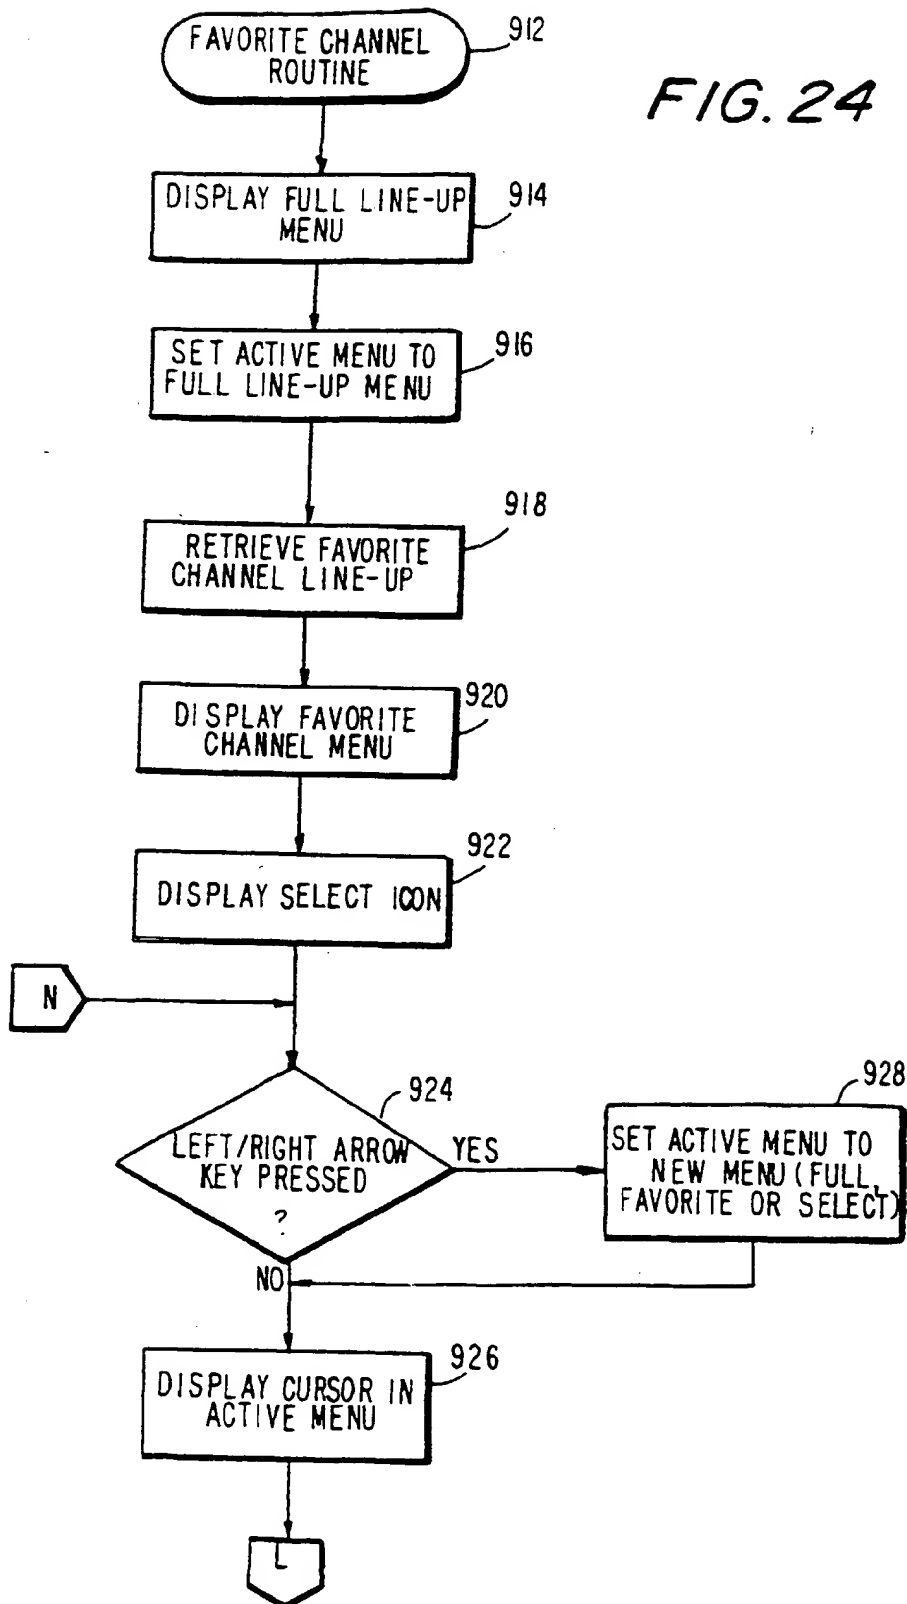 FAVORITE CHANNEL
ROUTINE
912
FIG. 24
DISPLAY FULL LINE-UP
MENU
914
SET ACTIVE MENU TO
FULL LINE-UP MENU
916
RETRIEVE FAVORITE
CHANNEL LINE-UP
918
DISPLAY FAVORITE
CHANNEL MENU
920
DISPLAY SELECT ICON
922
N
LEFT/RIGHT ARROW
KEY PRESSED
?
924
YES
SET ACTIVE MENU TO
NEW MENU (FULL,
FAVORITE OR SELECT)
928
NO
DISPLAY CURSOR IN
ACTIVE MENU
926
L